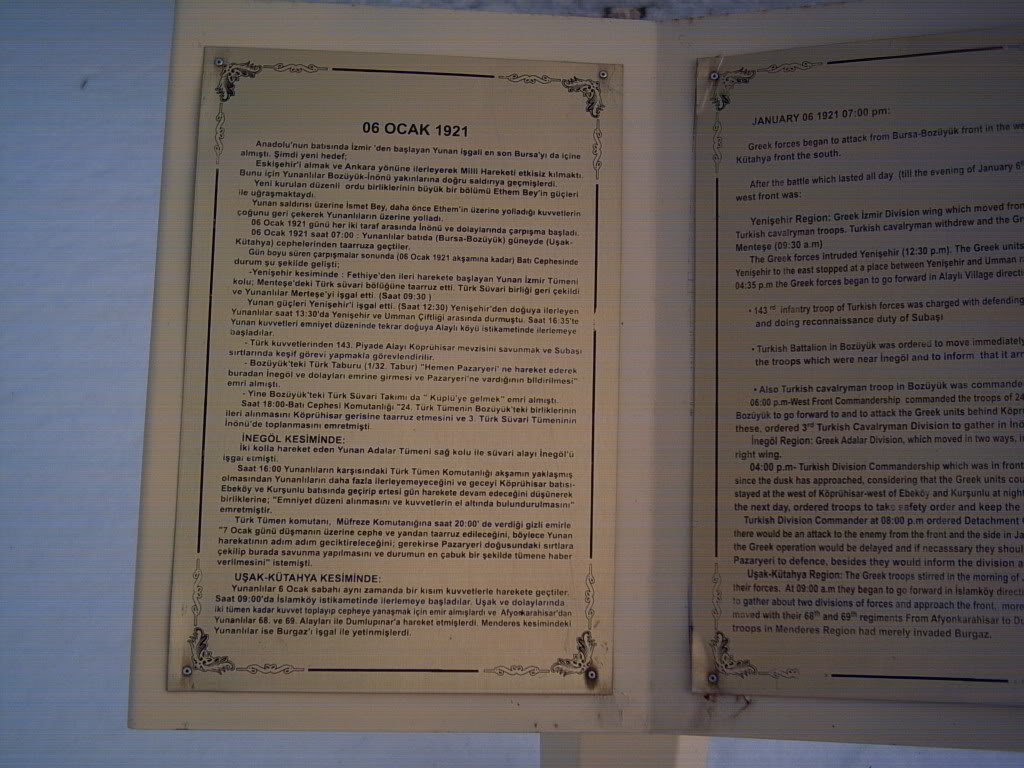 06 OCAK 1921
Anadolu'nun batısında İzmir 'den başlayan Yunan işgali en son Bursa'yı da içine
almıştı. Şimdi yeni hedef;
Eskişehir'i almak ve Ankara yönüne ilerleyerek Milli Hareketi etkisiz kılmaktı.
Bunu için Yunanlılar Bozüyük-İnönü yakınlarına doğru saldırıya geçmişlerdi.
Yeni kurulan düzenli ordu birliklerinin büyük bir bölümü Ethem Bey'in güçleri
ile uğraşmaktaydı.
Yunan saldırısı üzerine İsmet Bey, daha önce Ethem'in üzerine yolladığı kuvvetlerin
çoğunu geri çekerek Yunanlıların üzerine yolladı.
06 Ocak 1921 günü her iki taraf arasında İnönü ve dolaylarında çarpışma başladı.
06 Ocak 1921 saat 07:00 : Yunanlılar batıda (Bursa-Bozüyük) güneyde (Uşak-
Kütahya) cephelerinden taarruza geçtiler.
Gün boyu süren çarpışmalar sonunda (06 Ocak 1921 akşamına kadar) Batı Cephesinde
durum şu şekilde gelişti;
-Yenişehir kesiminde : Fethiye'den ileri harekete başlayan Yunan İzmir Tümeni
kolu; Menteşe'deki Türk süvari bölüğüne taarruz etti. Türk Süvari birliği geri çekildi
ve Yunanlılar Merteşe'yi işgal etti. (Saat 09:30 )
Yunan güçleri Yenişehir'i işgal etti. (Saat 12:30) Yenişehir'den doğuya ilerleyen
Yunanlılar saat 13:30'da Yenişehir ve Umman Çiftliği arasında durmuştu. Saat 16:35'te
Yunan kuvvetleri emniyet düzeninde tekrar doğuya Alaylı köyü istikametinde ilerlemeye
başladılar.
- Türk kuvvetlerinden 143. Piyade Alayı Köprühisar mevzisini savunmak ve Subaşı
sırtlarında keşif görevi yapmakla görevlendirilir.
- Bozüyük'teki Türk Taburu (1/32. Tabur) "Hemen Pazaryeri' ne hareket ederek
buradan İnegöl ve dolayları emrine girmesi ve Pazaryeri'ne vardığının bildirilmesi"
emri almıştı.
- Yine Bozüyük'teki Türk Süvari Takımı da " Küplü'ye gelmek" emri almıştı.
Saat 18:00-Batı Cephesi Komutanlığı "24. Türk Tümenin Bozüyük'teki birliklerinin
ileri alınmasını Köprühisar gerisine taarruz etmesini ve 3. Türk Süvari Tümeninin
İnönü'de toplanmasını emretmişti.
İNEGÖL KESİMİNDE:
İki kolla hareket eden Yunan Adalar Tümeni sağ kolu ile süvari alayı İnegöl'ü
işgal etmişti.
Saat 16:00 Yunanlıların karşısındaki Türk Tümen Komutanlığı akşamın yaklaşmış
olmasından Yunanlıların daha fazla ilerleyemeyeceğini ve geceyi Köprühisar batısı-
Ebeköy ve Kurşunlu batısında geçirip ertesi gün harekete devam edeceğini düşünerek
birliklerine; "Emniyet düzeni alınmasını ve kuvvetlerin el altında bulundurulmasını"
emretmiştir.
Türk Tümen komutanı, Müfreze Komutanlığına saat 20:00' de verdiği gizli emirle
"7 Ocak günü düşmanın üzerine cephe ve yandan taarruz edileceğini, böylece Yunan
harekatının adım adım geciktireleceğini; gerekirse Pazaryeri doğusundaki sırtlara
çekilip burada savunma yapılmasını ve durumun en çabuk bir şekilde tümene haber
verilmesini" istemişti.
UŞAK-KÜTAHYA KESİMİNDE:
Yunanlılar 6 Ocak sabahı aynı zamanda bir kısım kuvvetlerle harekete geçtiler.
Saat 09:00'da İslamköy istikametinde ilerlemeye başladılar. Uşak ve dolaylarında
iki tümen kadar kuvvet toplayıp cepheye yanaşmak için emir almışlardı ve Afyonkarahisar'dan
Yunanlılar 68. ve 69. Alayları ile Dumlupınar'a hareket etmişlerdi. Menderes kesimindeki
Yunanlılar ise Burgaz'ı işgal ile yetinmişlerdi.
JANUARY 06 1921 07:00 pm:
Greek forces began to attack from Bursa-Bozüyük front in the
Kütahya front the south.
After the battle which lasted all day (till the evening of January
west front was:
Yenişehir Region: Greek İzmir Division wing which moved from
Turkish cavalryman troops. Turkish cavalryman withdrew and the
Menteşe (09:30 a.m)
The Greek forces intruded Yenişehir (12:30 p.m). The Greek units
Yenişehir to the east stopped at a place between Yenişehir and Umman
04:35 p.m the Greek forces began to go forward in Alaylı Village
• 143 rd infantry troop of Turkish forces was charged with defending
and doing reconnaissance duty of Subaşı
• Turkish Battalion in Bozüyük was ordered to move immediately
the troops which were near İnegöl and to inform that it
• Also Turkish cavalryman troop in Bozüyük was
06:00 p.m-West Front Commandership commanded the troops of 24
Bozüyük to go forward to and to attack the Greek units behind
these, ordered 3rd Turkish Cavalryman Division to gather in
İnegöl Region: Greek Adalar Division, which moved in two ways,
right wing.
04:00 p.m- Turkish Division Commandership which was in front
since the dusk has approached, considering that the Greek units
stayed at the west of Köprühisar-west of Ebeköy and Kurşunlu at
the next day, ordered troops to take safety order and keep the
Turkish Division Commander at 08:00 p.m ordered Detachment
there would be an attack to the enemy from the front and the side in
the Greek operation would be delayed and if necasssary they
Pazaryeri to defence, besides they would inform the division
Uşak-Kütahya Region: The Greek troops stirred in the morning of
their forces. At 09:00 a.m they began to go forward in İslamköy
to gather about two divisions of forces and approach the front,
moved with their 68th and 69th regiments From Afyonkarahisar to
troops in Menderes Region had merely invaded Burgaz.